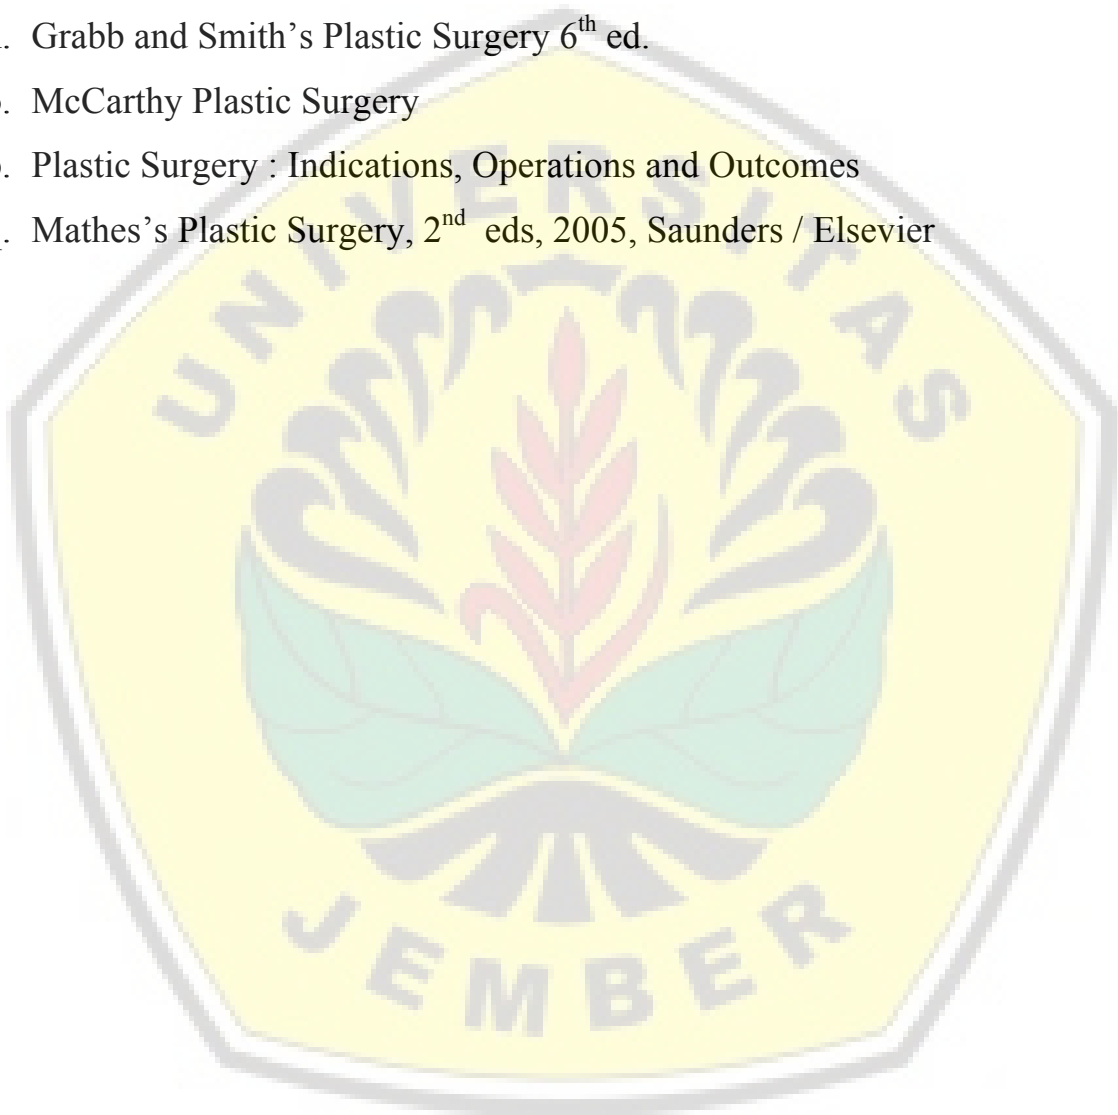 . Grabb and Smith’s Plastic Surgery 6th ed.
. McCarthy Plastic Surgery
. Plastic Surgery : Indications, Operations and Outcomes
. Mathes’s Plastic Surgery, 2nd eds, 2005, Saunders / Elsevier
UNIVERSITAS
JEMBER